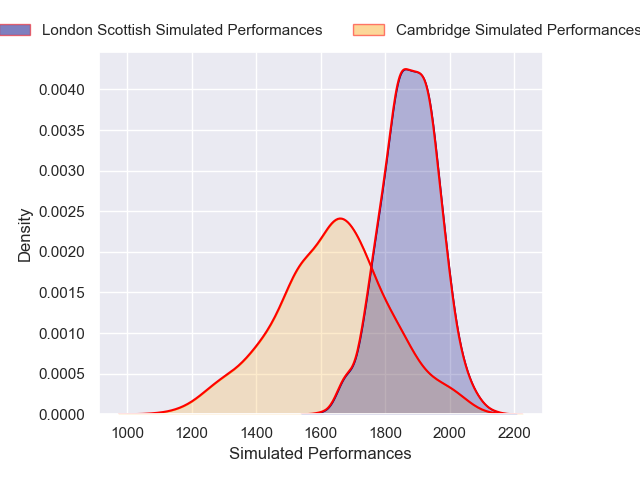 London Scottish Simulated Performances
Cambridge Simulated Performances
0.0040
0.0035
0.0030
0.0025
0.0020
0.0015
0.0010
0.0005
0.0000
Density
1000 1200 1400 1600 1800 2000 2200
Simulated Performances